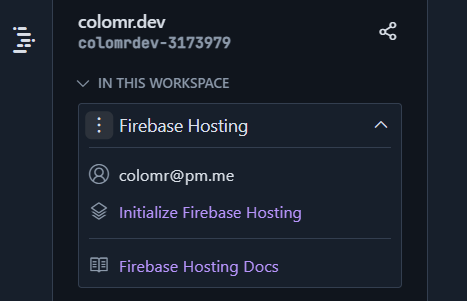 colomr.dev
colomrdev-3173979
IN THIS WORKSPACE
Firebase Hosting
colomr@pm.me
Initialize Firebase Hosting
Firebase Hosting Docs